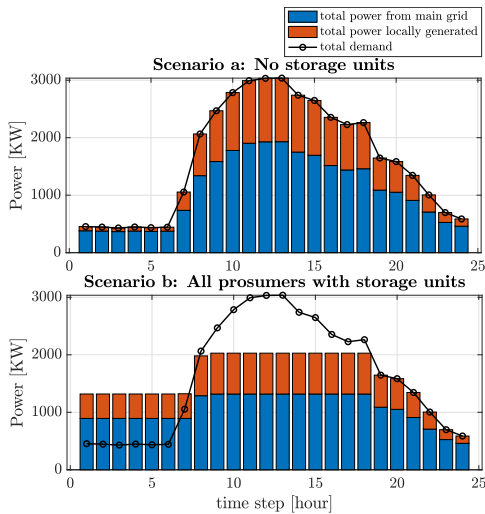 total power from main grid
total power locally generated
total demand
Scenario a: No storage units
3000
2000
1000
0
Power [KW]
0 5 10 15 20 25
Scenario b: All prosumers with storage units
3000
2000
1000
0
Power [KW]
0 5 10 15 20 25
time step [hour]